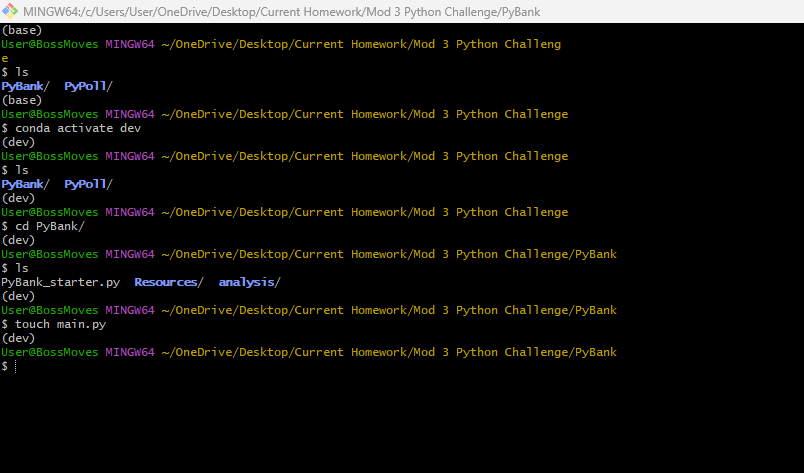 MINGW64:/c/Users/User/OneDrive/Desktop/Current Homework/Mod 3 Python Challenge/PyBank
(base)
User@BossMoves MINGW64 ~/OneDrive/Desktop/Current Homework/Mod 3 Python Challeng
e
$ ls
PyBank/  PyPoll/
(base)
User@BossMoves MINGW64 ~/OneDrive/Desktop/Current Homework/Mod 3 Python Challenge
$ conda activate dev
(dev)
User@BossMoves MINGW64 ~/OneDrive/Desktop/Current Homework/Mod 3 Python Challenge
$ ls
PyBank/  PyPoll/
(dev)
User@BossMoves MINGW64 ~/OneDrive/Desktop/Current Homework/Mod 3 Python Challenge
$ cd PyBank/
(dev)
User@BossMoves MINGW64 ~/OneDrive/Desktop/Current Homework/Mod 3 Python Challenge/PyBank
$ ls
PyBank_starter.py  Resources/  analysis/
(dev)
User@BossMoves MINGW64 ~/OneDrive/Desktop/Current Homework/Mod 3 Python Challenge/PyBank
$ touch main.py
(dev)
User@BossMoves MINGW64 ~/OneDrive/Desktop/Current Homework/Mod 3 Python Challenge/PyBank
$